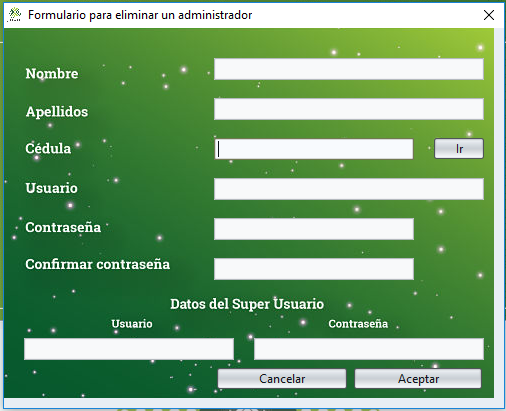 Formulario para eliminar un administrador
Nombre
Apellidos
Cédula
Ir
Usuario
Contraseña
Confirmar contraseña
Datos del Super Usuario
Usuario Contraseña
Cancelar Aceptar